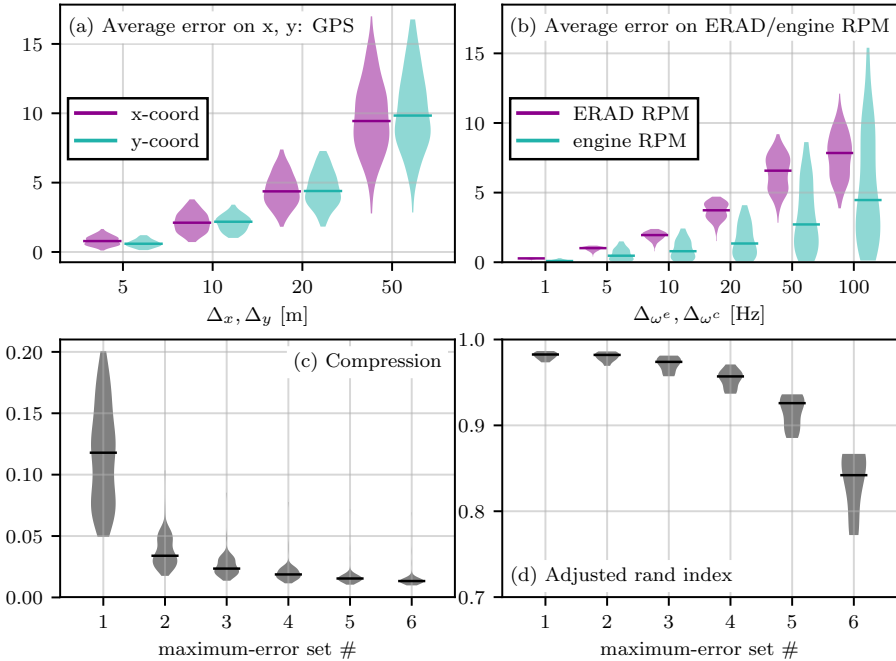 (a) Average error on x, y: GPS
15
10
5
0
x-coord
y-coord
5 10 20 50
Δx, Δy [m]
(b) Average error on ERAD/engine RPM
15
10
5
0
ERAD RPM
engine RPM
1 5 10 20 50 100
Δωe, Δωc [Hz]
(c) Compression
0.20
0.15
0.10
0.05
0.00
1 2 3 4 5 6
maximum-error set #
1.0
0.9
0.8
0.7
(d) Adjusted rand index
1 2 3 4 5 6
maximum-error set #